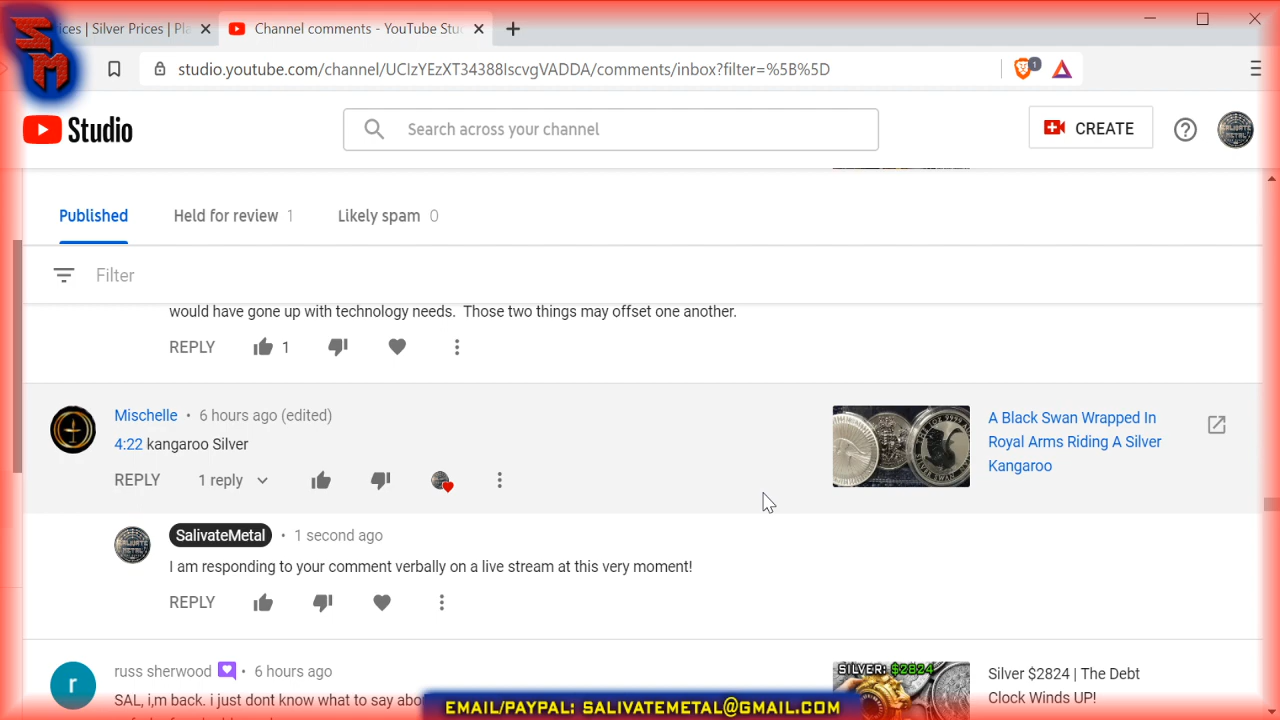 SM
ices | Silver Prices | Pla
Channel comments - YouTube Stu
studio.youtube.com/channel/UCIzYEzXT34388IscvgVADDA/comments/inbox?filter=%5B%5D
1
Studio
Search across your channel
CREATE
Published
Held for review 1
Likely spam 0
Filter
would have gone up with technology needs. Those two things may offset one another.
REPLY
1
Mischelle • 6 hours ago (edited)
4:22 kangaroo Silver
REPLY
1 reply
A Black Swan Wrapped In
Royal Arms Riding A Silver
Kangaroo
SalivateMetal • 1 second ago
I am responding to your comment verbally on a live stream at this very moment!
REPLY
r
russ sherwood • 6 hours ago
SAL, I,m back. i just dont know what to say abou
SILVER: $2824
Silver $2824 | The Debt
Clock Winds UP!
EMAIL/PAYPAL: SALIVATEMETAL@GMAIL.COM